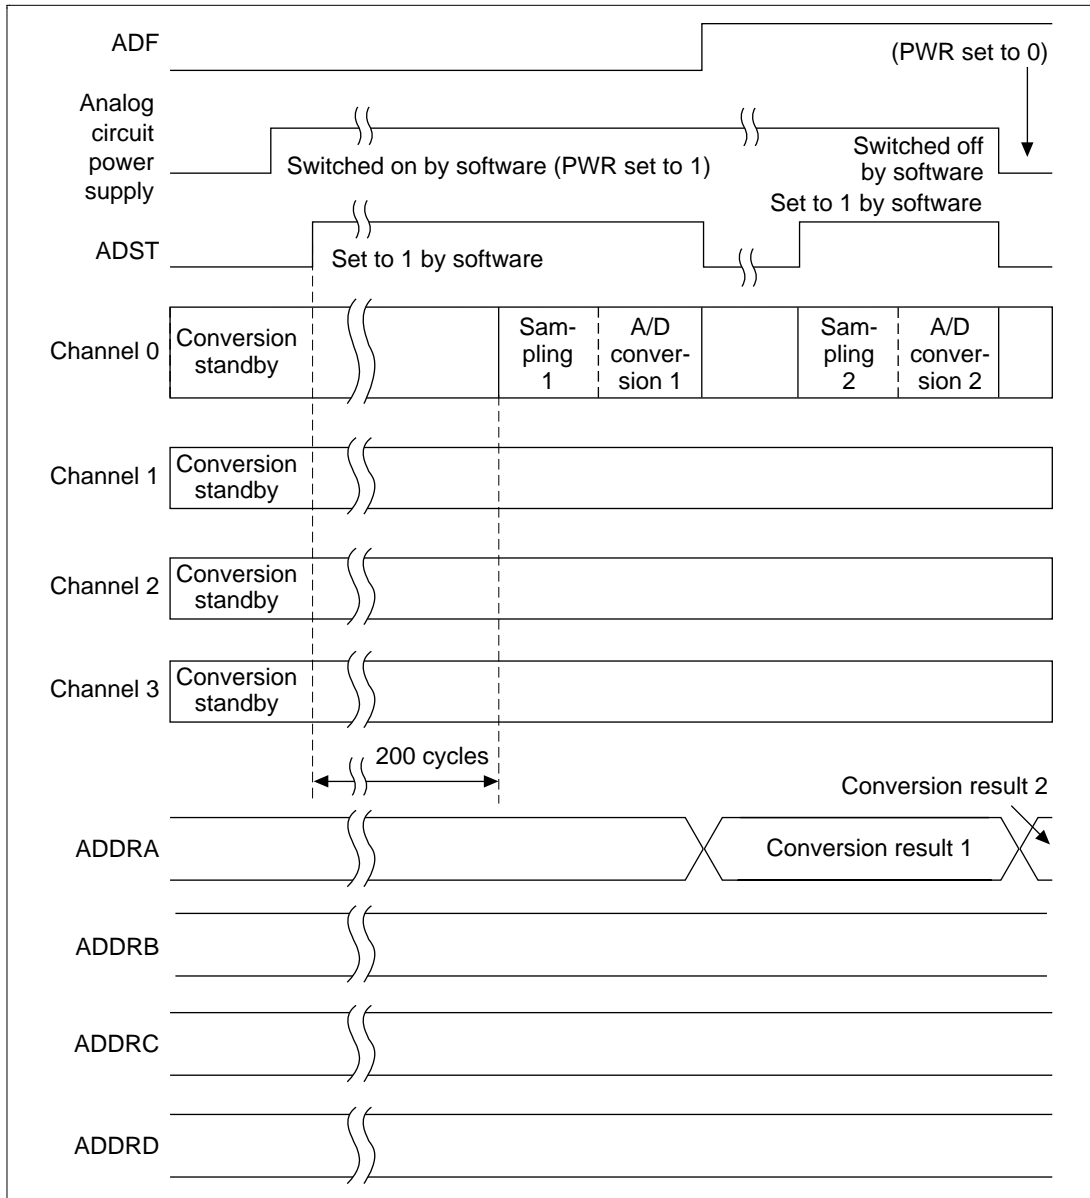 ADF
(PWR set to 0)
Analog
circuit
power
supply
Switched on by software (PWR set to 1)
Switched off
by software
Set to 1 by software
ADST
Set to 1 by software
Channel 0
Conversion
standby
Sam-
pling
1
A/D
conver-
sion 1
Sam-
pling
2
A/D
conver-
sion 2
Channel 1
Conversion
standby
Channel 2
Conversion
standby
Channel 3
Conversion
standby
200 cycles
Conversion result 2
ADDRA
Conversion result 1
ADDRB
ADDRC
ADDRD